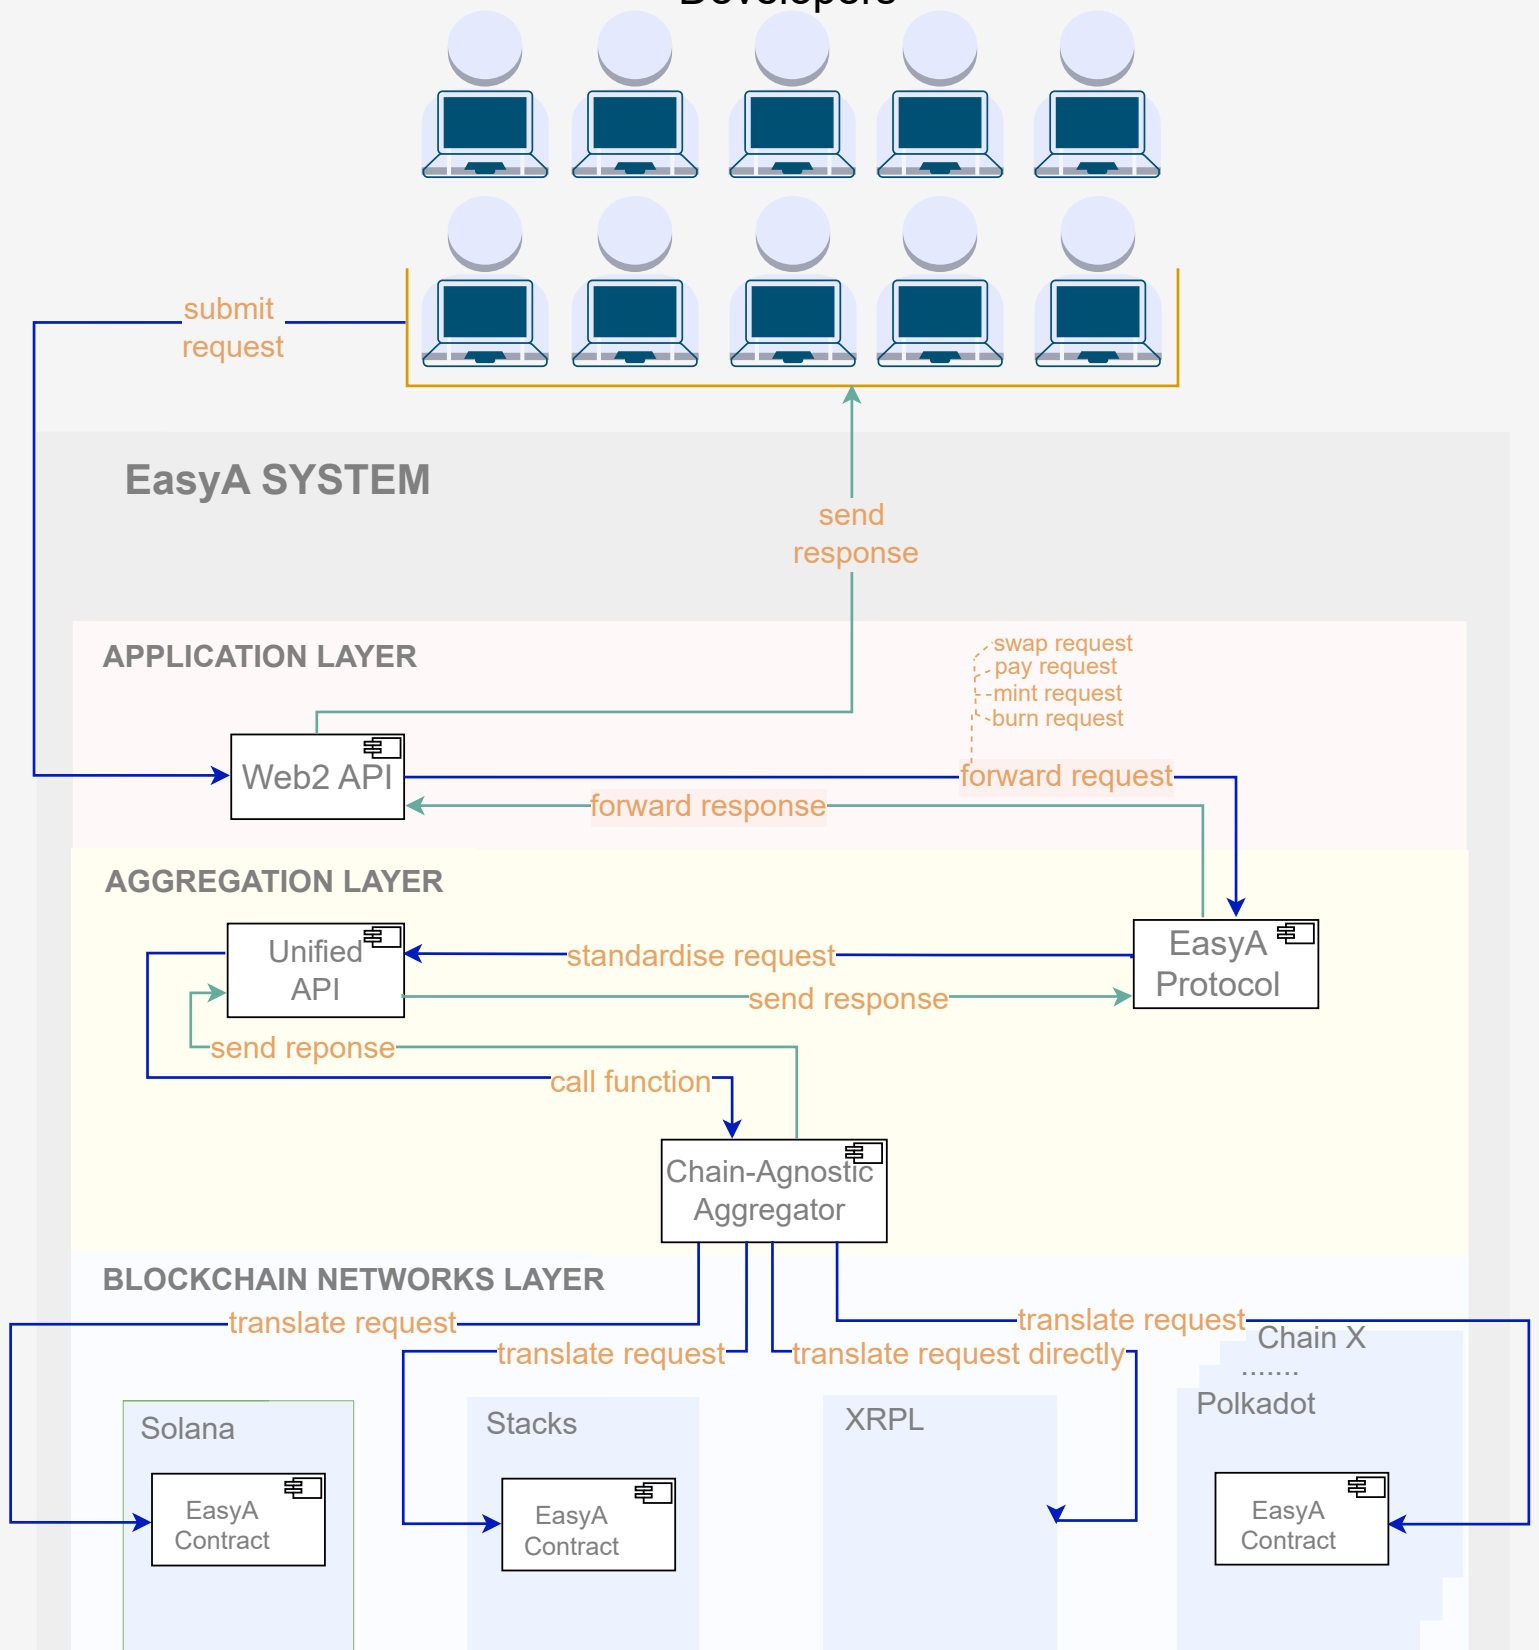 Developers
submit
request
EasyA SYSTEM
send
response
APPLICATION LAYER
swap request
pay request
mint request
burn request
Web2 API
forward request
forward response
AGGREGATION LAYER
Unified
API
standardise request
EasyA
Protocol
send response
send reponse
call function
Chain-Agnostic
Aggregator
BLOCKCHAIN NETWORKS LAYER
translate request
translate request
translate request directly
translate request
Chain X
.......
Polkadot
Solana
Stacks
XRPL
EasyA
Contract
EasyA
Contract
EasyA
Contract